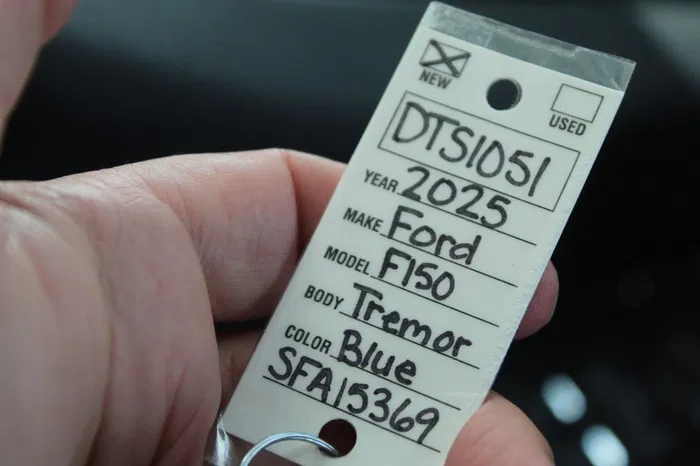 NEW USED
DTS1051
YEAR 2025
MAKE Ford
MODEL F150
BODY Tremor
COLOR Blue
SFA15369